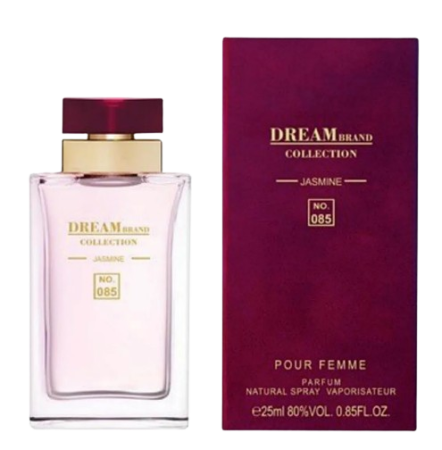 DREAM BRAND
COLLECTION
JASMINE
NO.
085
DREAM BRAND
COLLECTION
JASMINE
NO.
085
POUR FEMME
PARFUM
NATURAL SPRAY VAPORISATEUR
℮25ml 80%VOL. 0.85FL.OZ.